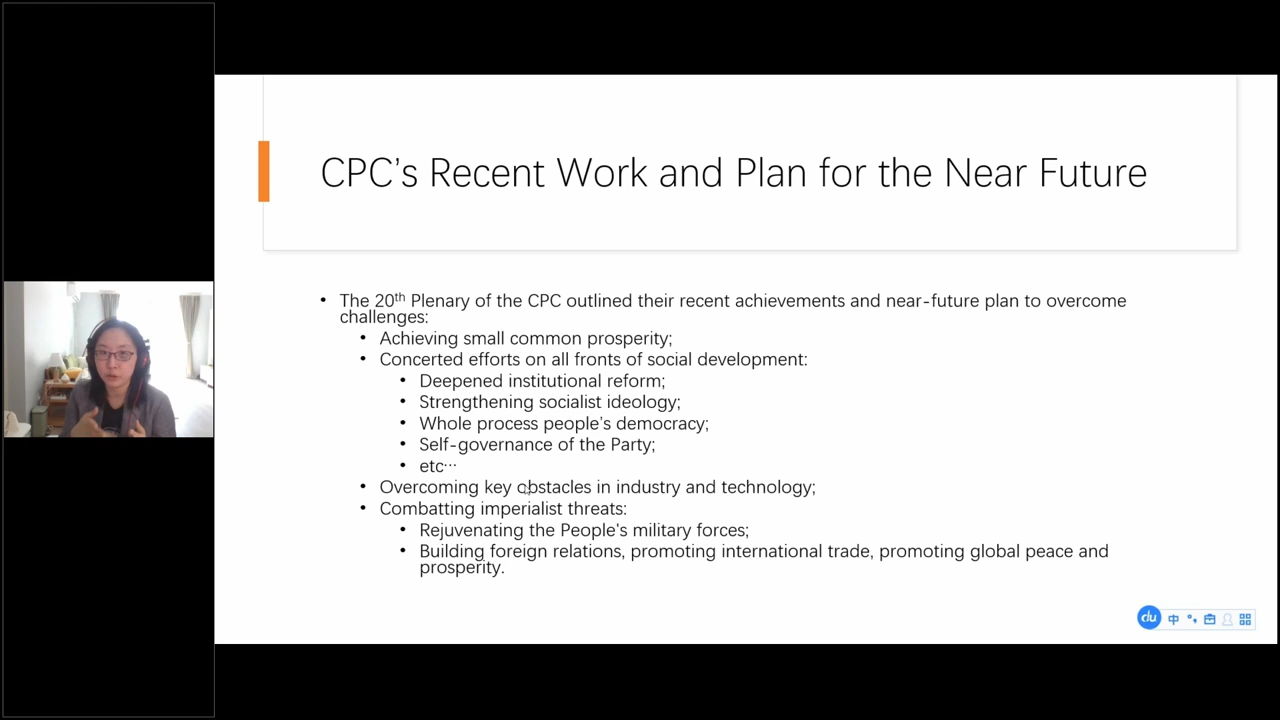 CPC’s Recent Work and Plan for the Near Future
• The 20th Plenary of the CPC outlined their recent achievements and near-future plan to overcome
challenges:
• Achieving small common prosperity;
• Concerted efforts on all fronts of social development:
• Deepened institutional reform;
• Strengthening socialist ideology;
• Whole process people’s democracy;
• Self-governance of the Party;
• etc⋯
• Overcoming key obstacles in industry and technology;
• Combatting imperialist threats:
• Rejuvenating the People's military forces;
• Building foreign relations, promoting international trade, promoting global peace and
prosperity.
du 中